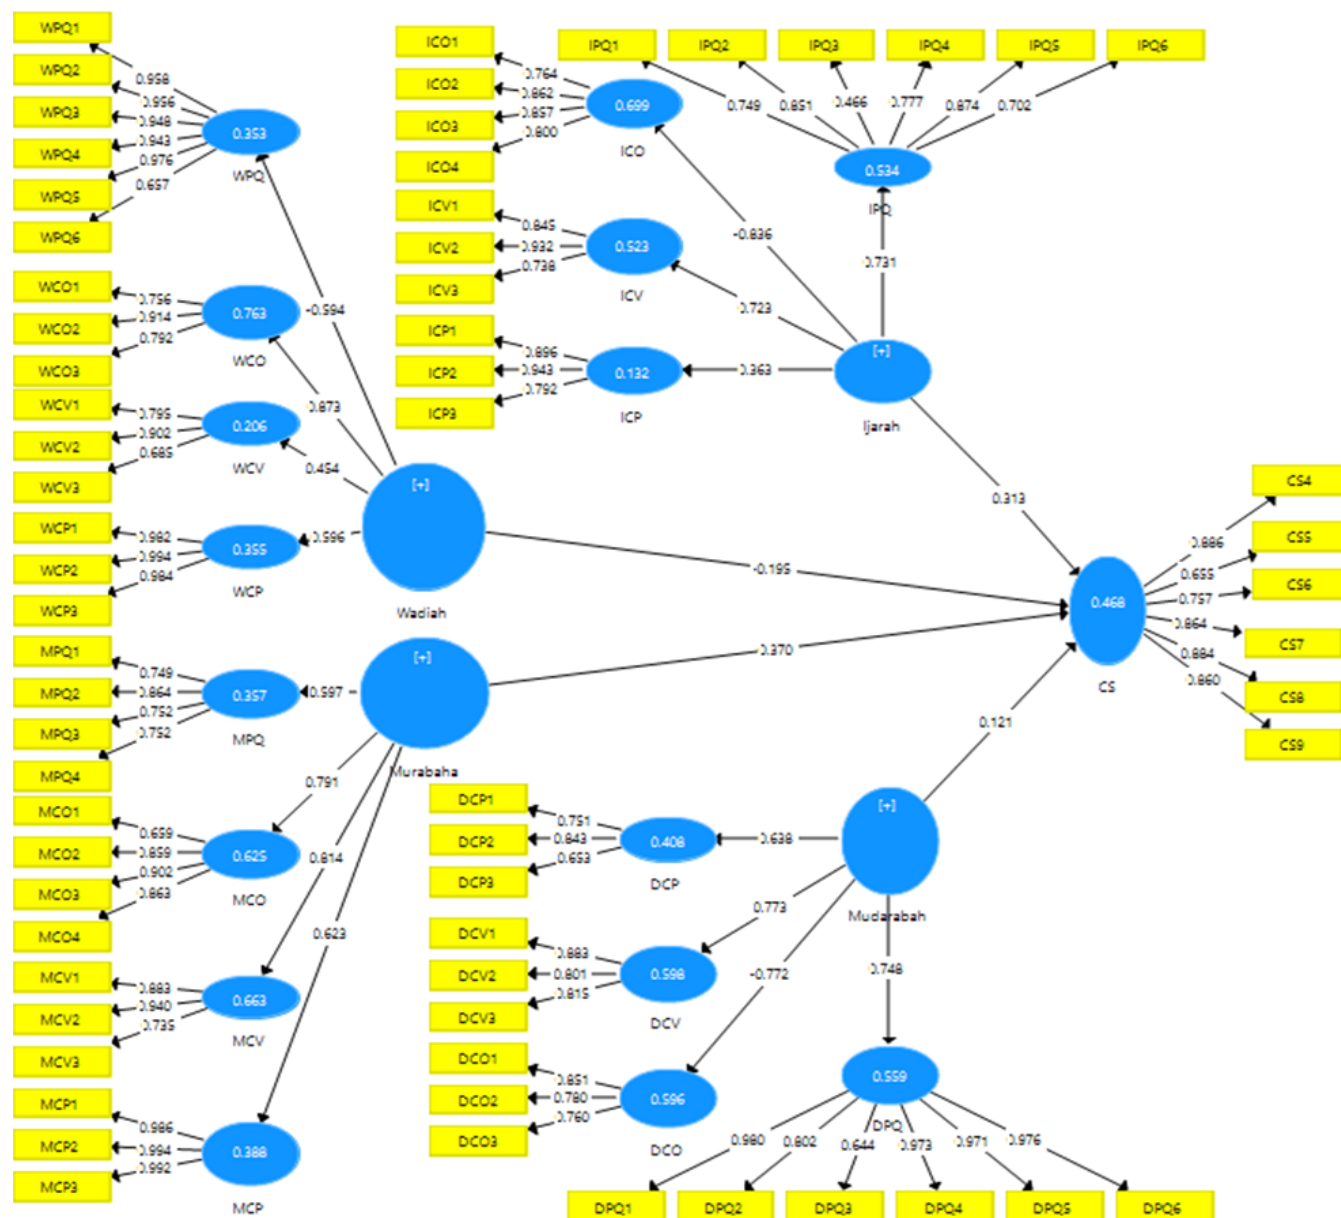 WPQ1
WPQ2
WPQ3
WPQ4
WPQ5
WPQ6
0.958
0.956
0.948
0.943
0.976
0.657
0.353
WPQ
WCO1
WCO2
WCO3
0.756
0.914
0.792
0.763
WCO
WCV1
WCV2
WCV3
0.795
0.902
0.685
0.206
WCV
WCP1
WCP2
WCP3
0.982
0.994
0.984
0.355
WCP
-0.594
0.873
0.454
0.596
[+]
Wadiah
-0.195
MPQ1
MPQ2
MPQ3
MPQ4
0.749
0.864
0.752
0.752
0.357
MPQ
MCO1
MCO2
MCO3
MCO4
0.659
0.859
0.902
0.863
0.625
MCO
MCV1
MCV2
MCV3
0.883
0.940
0.735
0.663
MCV
MCP1
MCP2
MCP3
0.986
0.994
0.992
0.388
MCP
0.597
0.791
0.814
0.623
[+]
Murabaha
0.370
ICO1
ICO2
ICO3
ICO4
0.764
0.862
0.857
0.800
0.699
ICO
ICV1
ICV2
ICV3
0.845
0.932
0.738
0.523
ICV
ICP1
ICP2
ICP3
0.896
0.943
0.792
0.132
ICP
IPQ1
IPQ2
IPQ3
IPQ4
IPQ5
IPQ6
0.749
0.851
0.466
0.777
0.874
0.702
0.534
IPQ
-0.836
0.723
0.363
0.731
[+]
Ijarah
0.313
CS4
CS5
CS6
CS7
CS8
CS9
0.886
0.655
0.757
0.864
0.884
0.860
0.468
CS
0.121
DCP1
DCP2
DCP3
0.751
0.843
0.653
0.408
DCP
DCV1
DCV2
DCV3
0.883
0.801
0.815
0.598
DCV
DCO1
DCO2
DCO3
0.851
0.780
0.760
0.596
DCO
0.638
0.773
-0.772
0.748
[+]
Mudarabah
0.559
DPQ
0.980
0.802
0.644
0.973
0.971
0.976
DPQ1
DPQ2
DPQ3
DPQ4
DPQ5
DPQ6